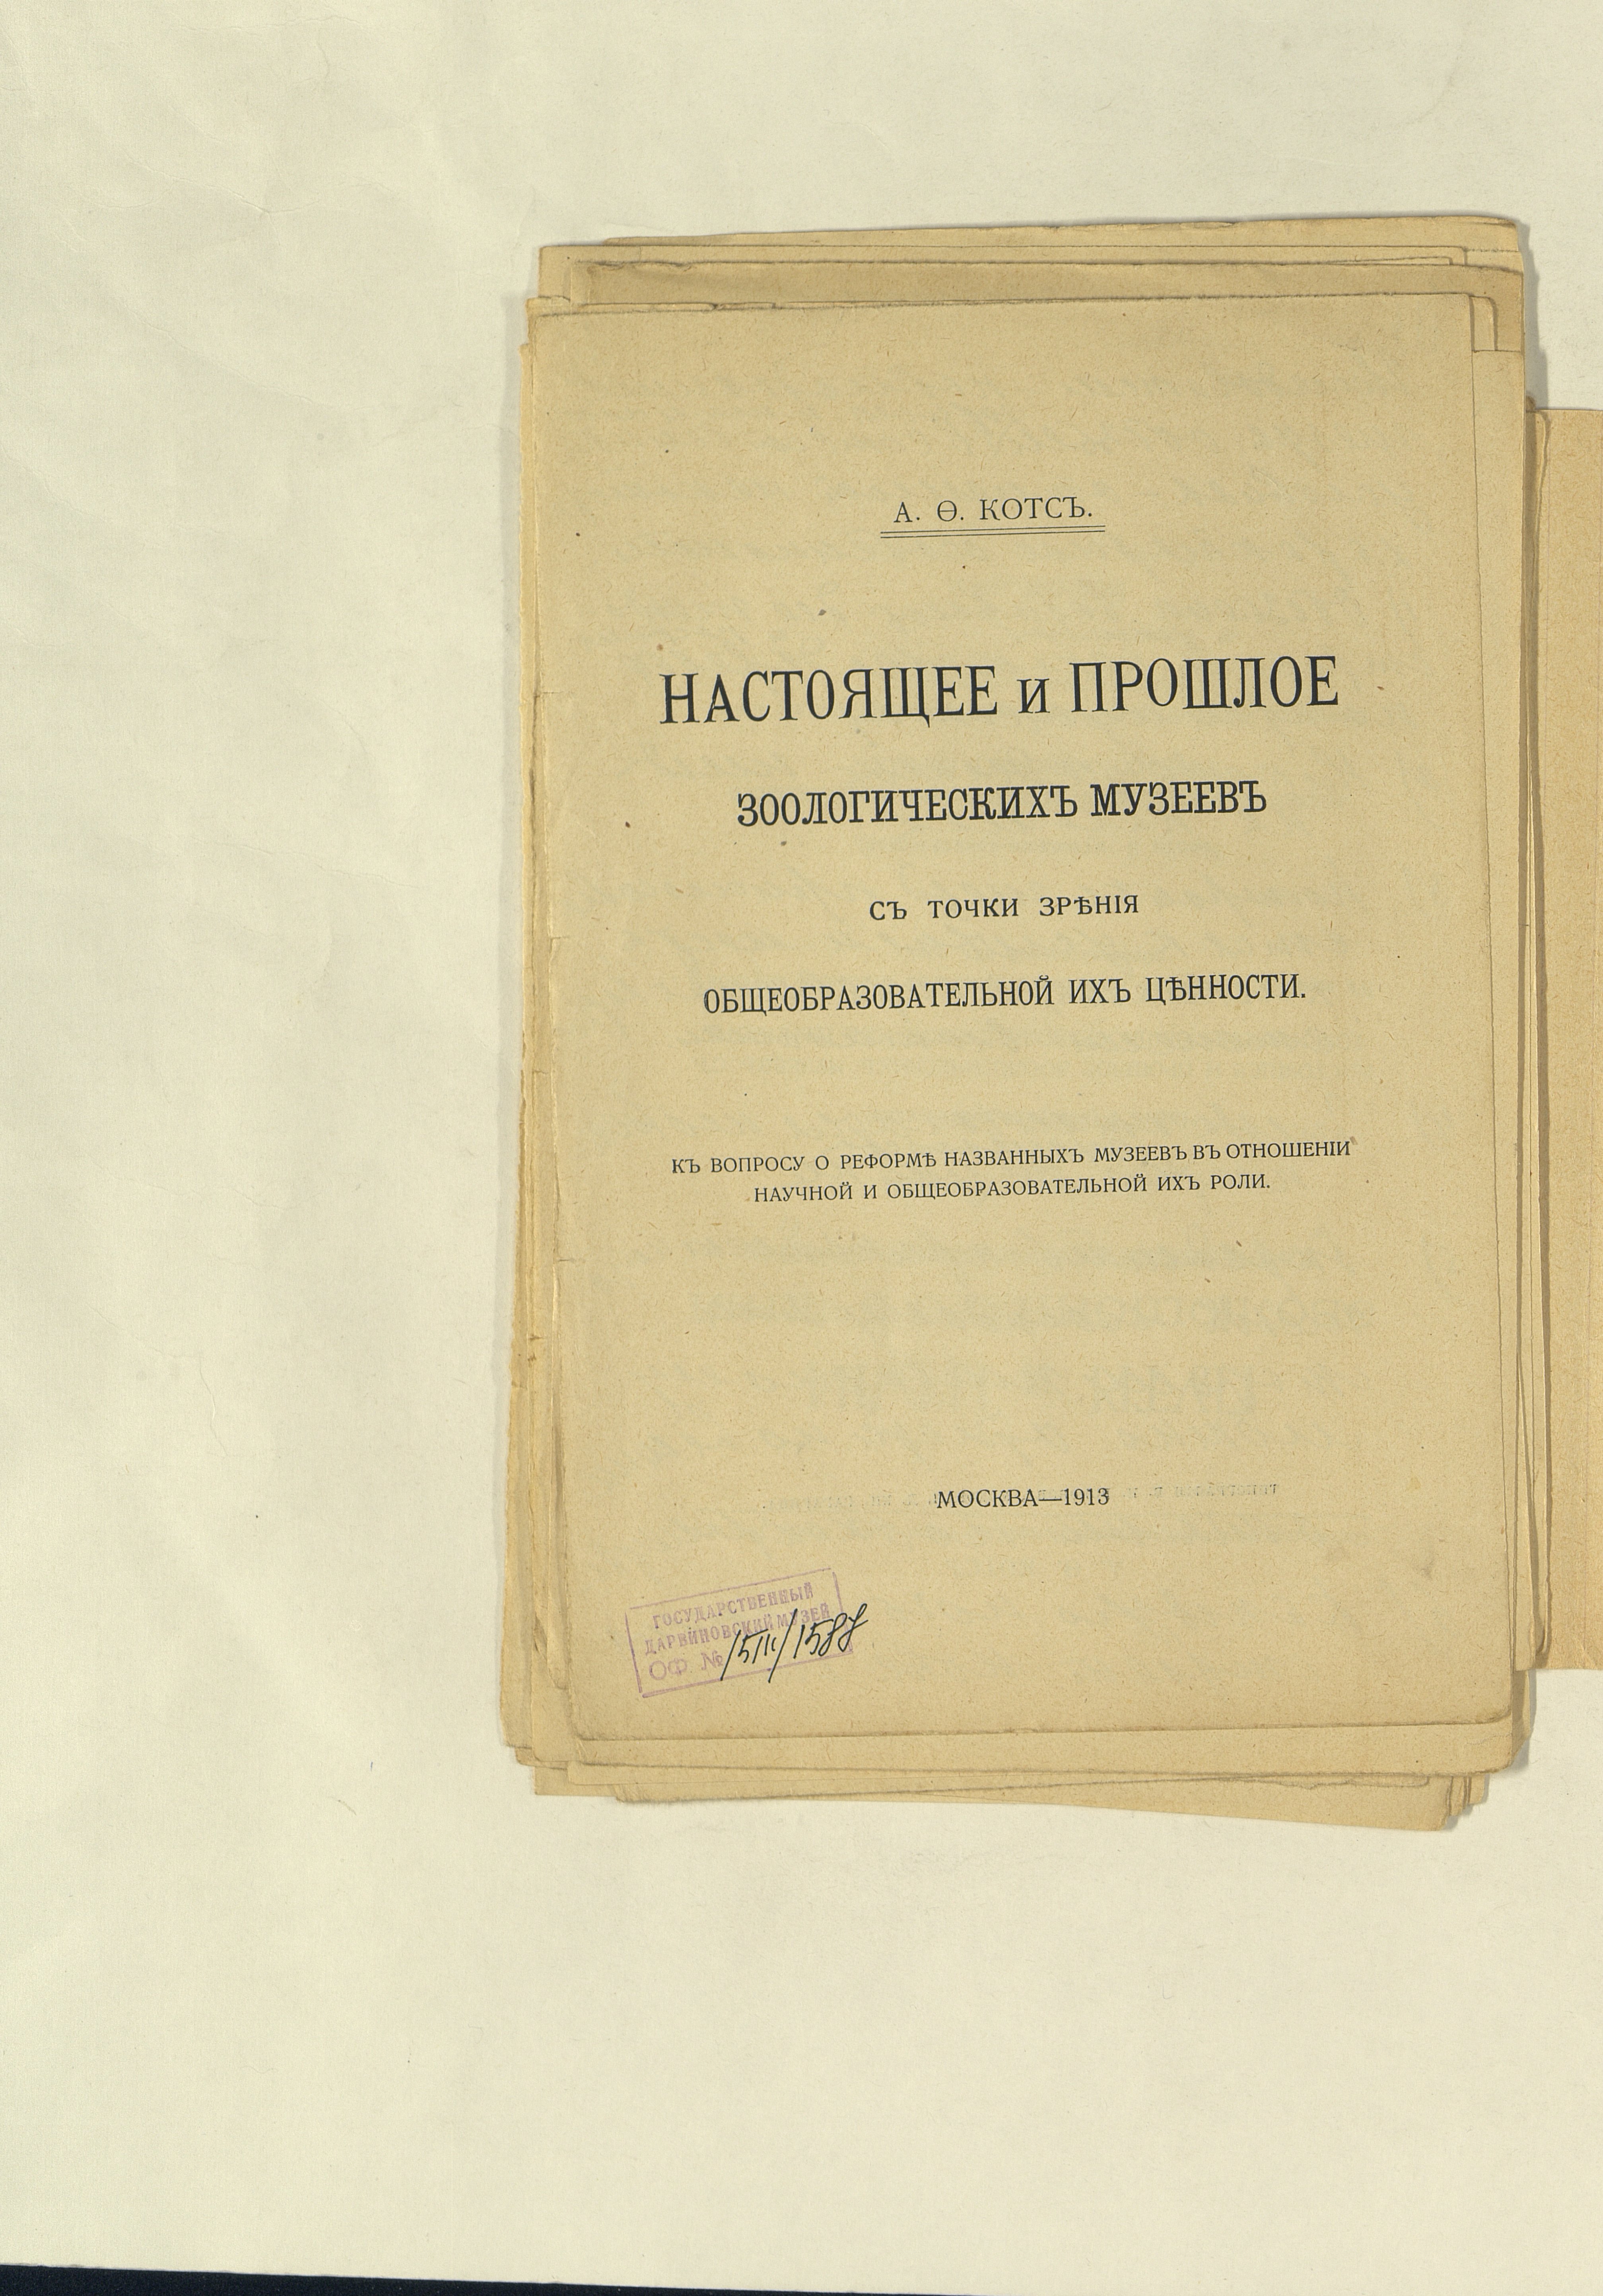 А. Ѳ. КОТСЪ.
НАСТОЯЩЕЕ и ПРОШЛОЕ
ЗООЛОГИЧЕСКИХЪ МУЗЕЕВЪ
СЪ ТОЧКИ ЗРѢНІЯ
ОБЩЕОБРАЗОВАТЕЛЬНОЙ ИХЪ ЦѢННОСТИ.
КЪ ВОПРОСУ О РЕФОРМѢ НАЗВАННЫХЪ МУЗЕЕВЪ ВЪ ОТНОШЕНІИ
НАУЧНОЙ И ОБЩЕОБРАЗОВАТЕЛЬНОЙ ИХЪ РОЛИ.
МОСКВА—1913
ГОСУДАРСТВЕННЫЙ
ДАРВИНОВСКИЙ МУЗЕЙ
ОФ №